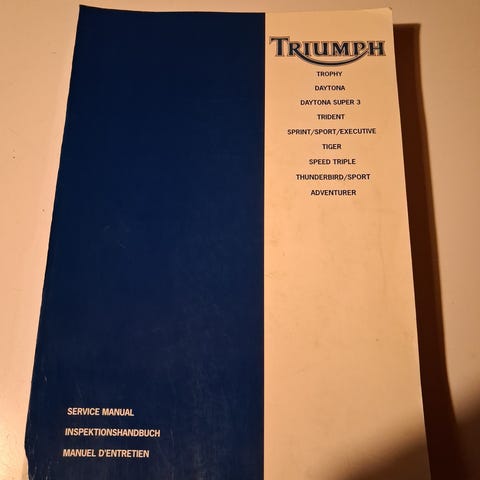 TRIUMPH
TROPHY
DAYTONA
DAYTONA SUPER 3
TRIDENT
SPRINT/SPORT/EXECUTIVE
TIGER
SPEED TRIPLE
THUNDERBIRD/SPORT
ADVENTURER
SERVICE MANUAL
INSPEKTIONSHANDBUCH
MANUEL D'ENTRETIEN